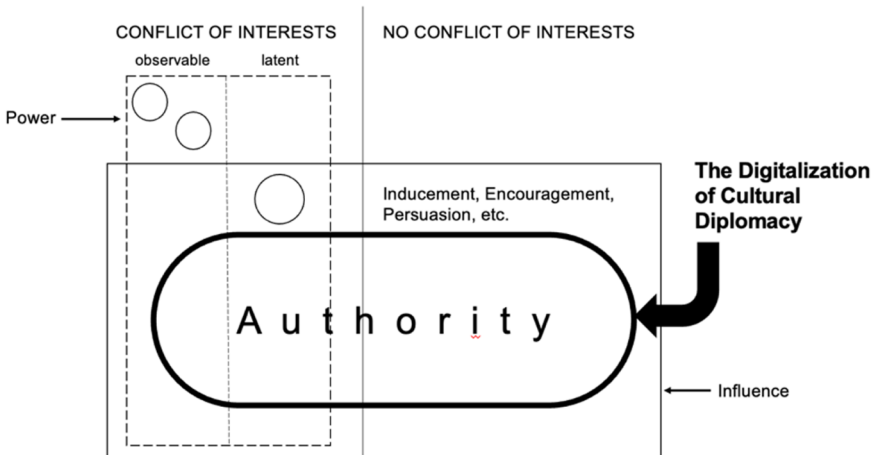 CONFLICT OF INTERESTS
NO CONFLICT OF INTERESTS
observable
latent
Power
The Digitalization
of Cultural
Diplomacy
Inducement, Encouragement,
Persuasion, etc.
Authority
Influence